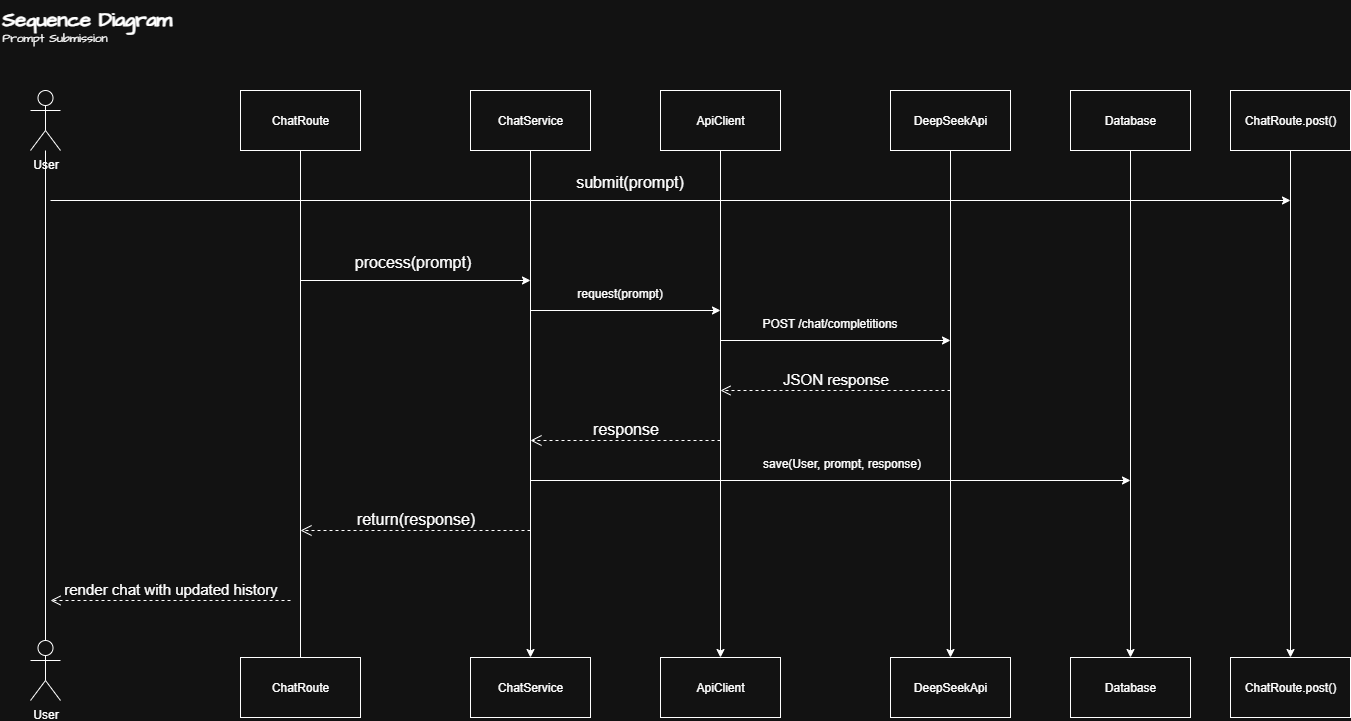 Sequence Diagram
Prompt Submission
User
ChatRoute
ChatService
ApiClient
DeepSeekApi
Database
ChatRoute.post()
submit(prompt)
process(prompt)
request(prompt)
POST /chat/completitions
JSON response
response
save(User, prompt, response)
return(response)
render chat with updated history
User
ChatRoute
ChatService
ApiClient
DeepSeekApi
Database
ChatRoute.post()